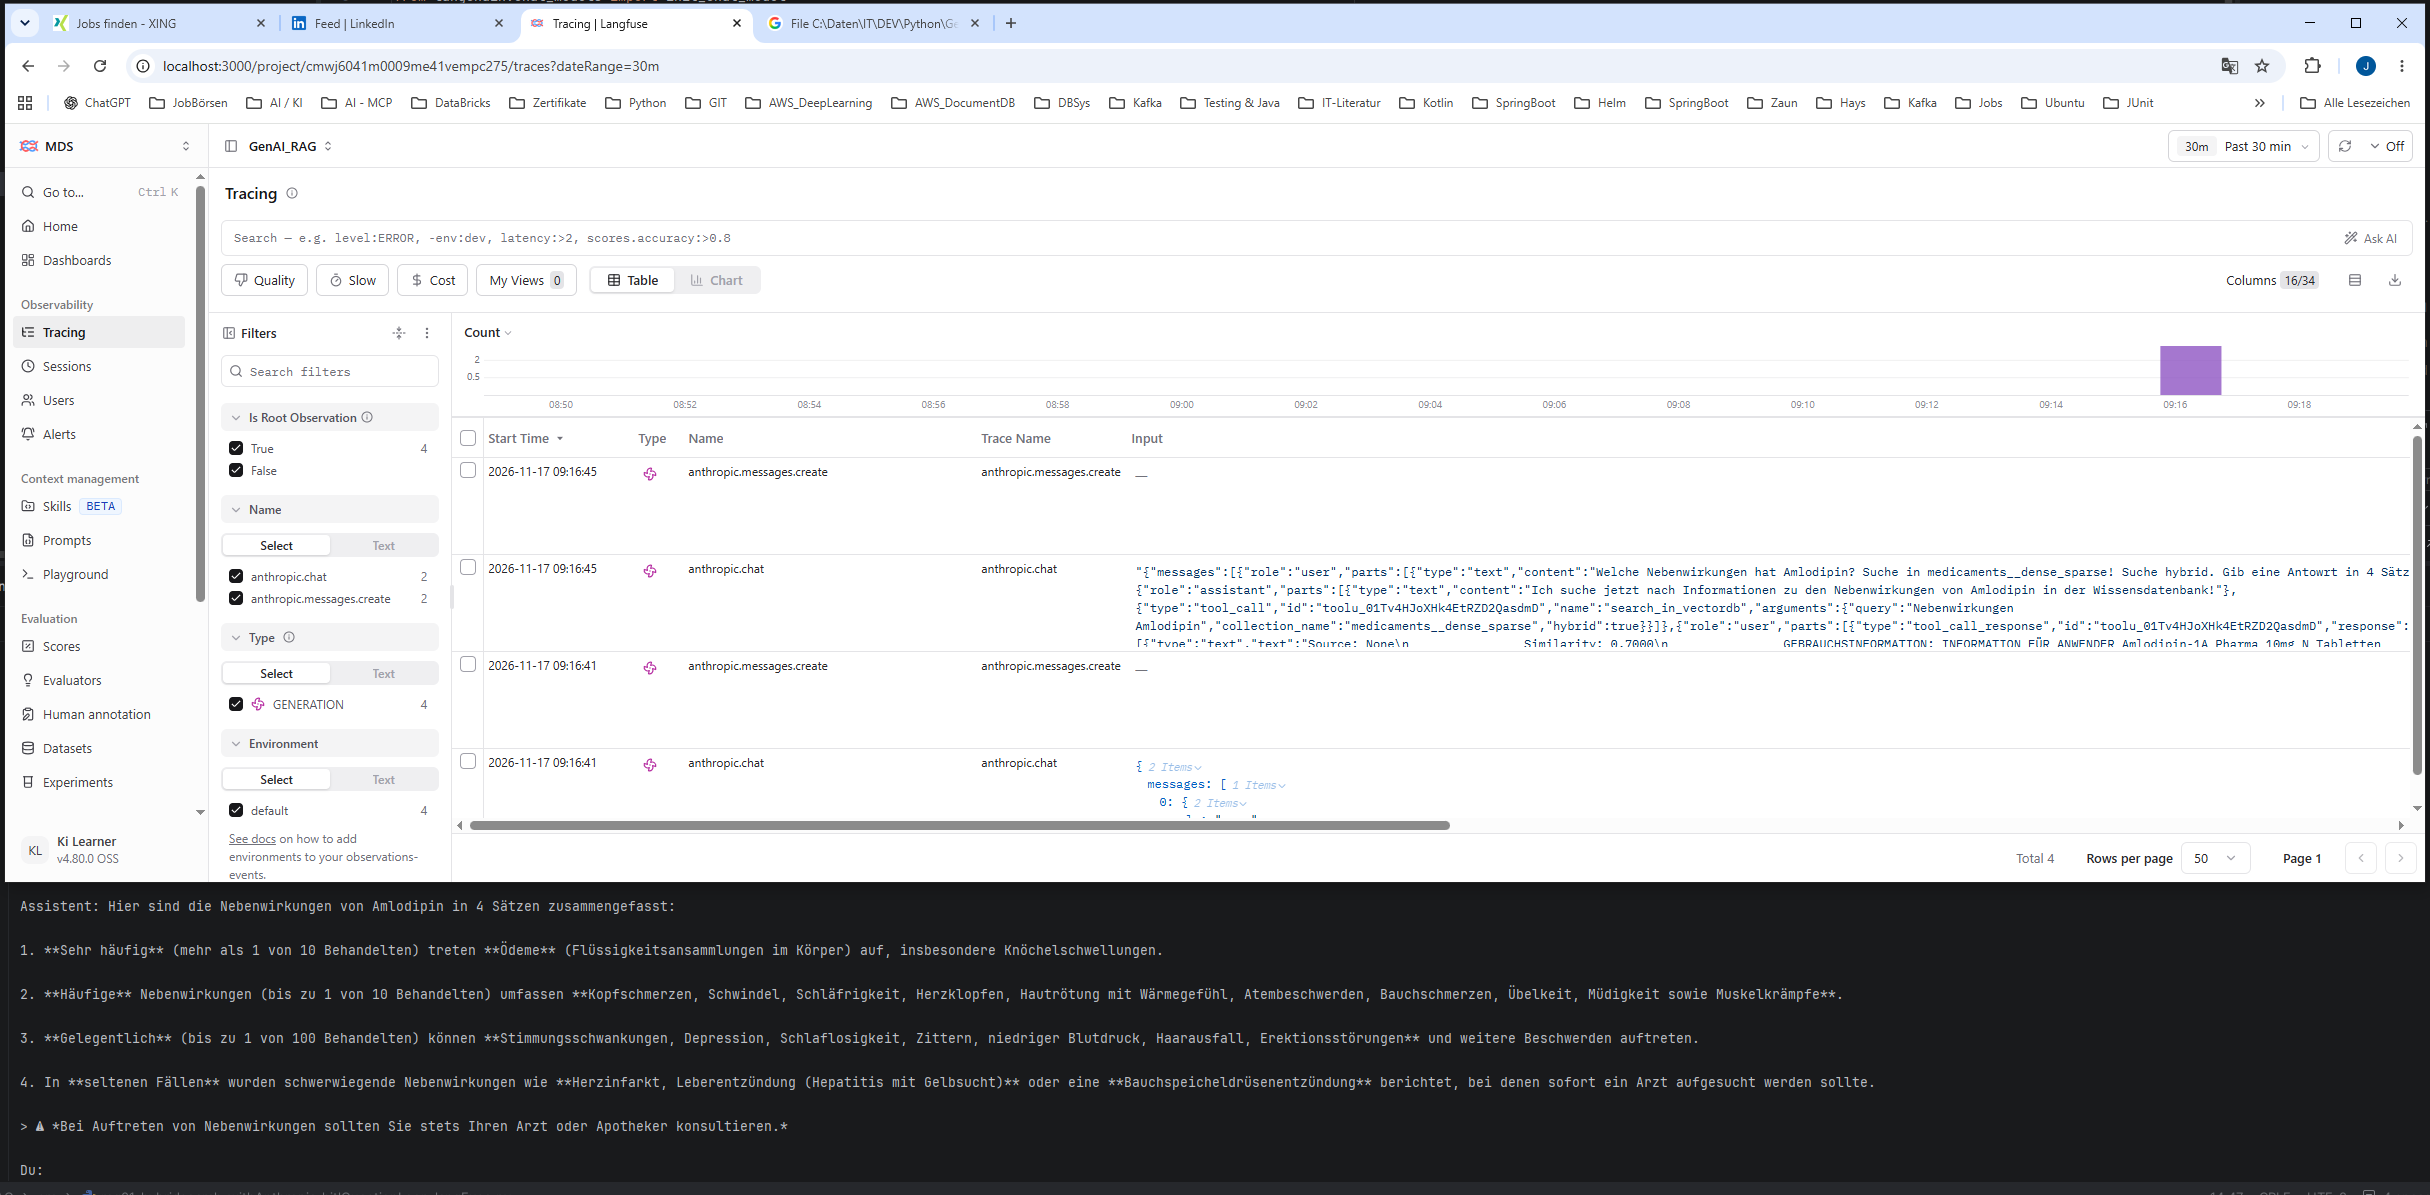 Jobs finden - XING
Feed | LinkedIn
Tracing | Langfuse
File C:\Daten\IT\DEV\Python\Ge
localhost:3000/project/cmwj6041m0009me41vempc275/traces?dateRange=30m
J
ChatGPT JobBörsen AI / KI AI - MCP DataBricks Zertifikate Python GIT AWS_DeepLearning AWS_DocumentDB DBSys Kafka Testing & Java IT-Literatur Kotlin SpringBoot Helm SpringBoot Zaun Hays Kafka Jobs Ubuntu JUnit Alle Lesezeichen
MDS
GenAI_RAG
30m Past 30 min
Off
Go to... Ctrl K
Home
Dashboards
Observability
Tracing
Sessions
Users
Alerts
Context management
Skills BETA
Prompts
Playground
Evaluation
Scores
Evaluators
Human annotation
Datasets
Experiments
KL
Ki Learner
v4.80.0 OSS
Tracing
Search — e.g. level:ERROR, -env:dev, latency:>2, scores.accuracy:>0.8
Ask AI
Quality Slow Cost My Views 0 Table Chart
Columns 16/34
Filters
Search filters
Is Root Observation
True 4
False
Name
Select Text
anthropic.chat 2
anthropic.messages.create 2
Type
Select Text
GENERATION 4
Environment
Select Text
default 4
See docs on how to add
environments to your observations-
events.
Count
2
0.5
08:50 08:52 08:54 08:56 08:58 09:00 09:02 09:04 09:06 09:08 09:10 09:12 09:14 09:16 09:18
Start Time Type Name Trace Name Input
2026-11-17 09:16:45 anthropic.messages.create anthropic.messages.create —
2026-11-17 09:16:45 anthropic.chat anthropic.chat
"{"messages":[{"role":"user","parts":[{"type":"text","content":"Welche Nebenwirkungen hat Amlodipin? Suche in medicaments__dense_sparse! Suche hybrid. Gib eine Antowrt in 4 Sätz
{"role":"assistant","parts":[{"type":"text","content":"Ich suche jetzt nach Informationen zu den Nebenwirkungen von Amlodipin in der Wissensdatenbank!"},
{"type":"tool_call","id":"toolu_01Tv4HJoXHk4EtRZD2QasdmD","name":"search_in_vectordb","arguments":{"query":"Nebenwirkungen
Amlodipin","collection_name":"medicaments__dense_sparse","hybrid":true}}]},{"role":"user","parts":[{"type":"tool_call_response","id":"toolu_01Tv4HJoXHk4EtRZD2QasdmD","response":
[{"type":"text","text":"Source: None\n Similarity: 0.7000\n GEBRAUCHSINFORMATION: INFORMATION FÜR ANWENDER Amlodipin-1A Pharma 10mg N Tabletten
2026-11-17 09:16:41 anthropic.messages.create anthropic.messages.create —
2026-11-17 09:16:41 anthropic.chat anthropic.chat
{ 2 Items
messages: [ 1 Items
0: { 2 Items
Total 4 Rows per page 50 Page 1
Assistent: Hier sind die Nebenwirkungen von Amlodipin in 4 Sätzen zusammengefasst:
1. **Sehr häufig** (mehr als 1 von 10 Behandelten) treten **Ödeme** (Flüssigkeitsansammlungen im Körper) auf, insbesondere Knöchelschwellungen.
2. **Häufige** Nebenwirkungen (bis zu 1 von 10 Behandelten) umfassen **Kopfschmerzen, Schwindel, Schläfrigkeit, Herzklopfen, Hautrötung mit Wärmegefühl, Atembeschwerden, Bauchschmerzen, Übelkeit, Müdigkeit sowie Muskelkrämpfe**.
3. **Gelegentlich** (bis zu 1 von 100 Behandelten) können **Stimmungsschwankungen, Depression, Schlaflosigkeit, Zittern, niedriger Blutdruck, Haarausfall, Erektionsstörungen** und weitere Beschwerden auftreten.
4. In **seltenen Fällen** wurden schwerwiegende Nebenwirkungen wie **Herzinfarkt, Leberentzündung (Hepatitis mit Gelbsucht)** oder eine **Bauchspeicheldrüsenentzündung** berichtet, bei denen sofort ein Arzt aufgesucht werden sollte.
> ⚠ *Bei Auftreten von Nebenwirkungen sollten Sie stets Ihren Arzt oder Apotheker konsultieren.*
Du: